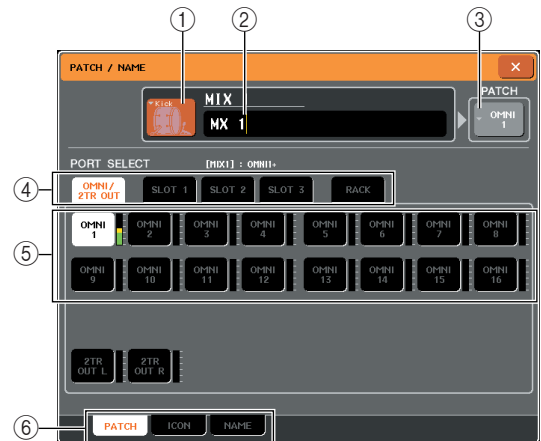 ① ② ③
PATCH / NAME
×
Kick
MIX
MX 1
PATCH
OMNI 1
PORT SELECT [MIX1] : OMNI1+
④
OMNI/ 2TR OUT
SLOT 1 SLOT 2 SLOT 3 RACK
⑤
OMNI 1 OMNI 2 OMNI 3 OMNI 4 OMNI 5 OMNI 6 OMNI 7 OMNI 8
OMNI 9 OMNI 10 OMNI 11 OMNI 12 OMNI 13 OMNI 14 OMNI 15 OMNI 16
2TR OUT L 2TR OUT R
⑥
PATCH ICON NAME